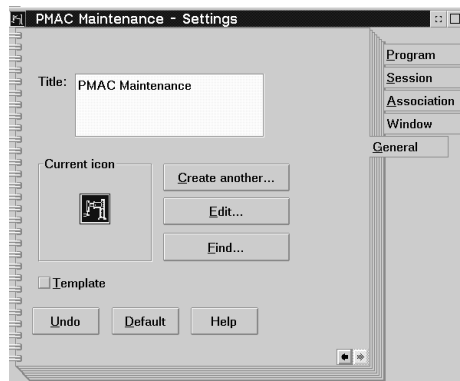 PMAC Maintenance - Settings
Program
Session
Association
Window
General
Title:
PMAC Maintenance
Current icon
Create another...
Edit...
Find...
Template
Undo
Default
Help